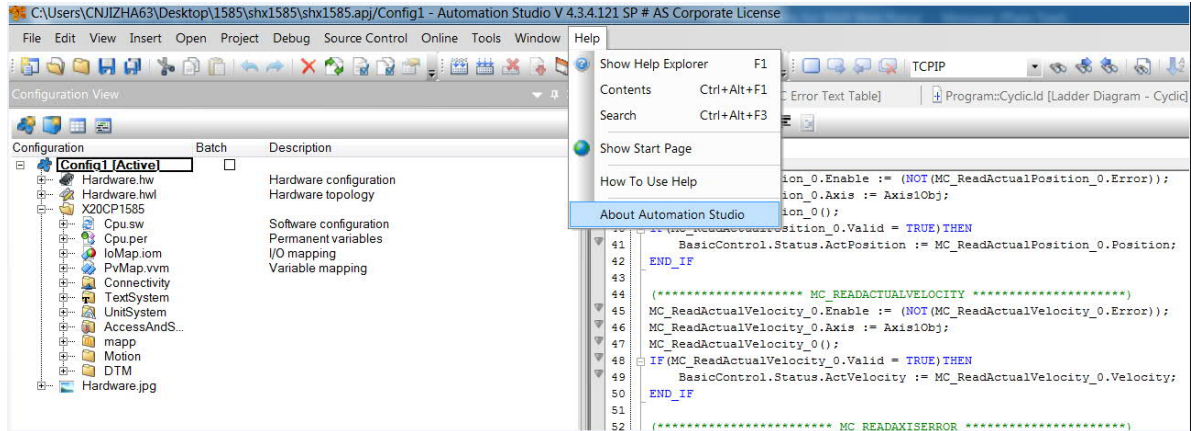 C:\Users\CNJIZHA63\Desktop\1585\shx1585\shx1585.apj/Config1 - Automation Studio V 4.3.4.121 SP # AS Corporate License
File Edit View Insert Open Project Debug Source Control Online Tools Window Help
TCPIP
Show Help Explorer F1
Contents Ctrl+Alt+F1
Search Ctrl+Alt+F3
Show Start Page
How To Use Help
About Automation Studio
Configuration View
C Error Text Table] Program::Cyclic.ld [Ladder Diagram - Cyclic]
Configuration Batch Description
Config1 [Active]
Hardware.hw Hardware configuration
Hardware.hwl Hardware topology
X20CP1585
Cpu.sw Software configuration
Cpu.per Permanent variables
IoMap.iom I/O mapping
PvMap.vvm Variable mapping
Connectivity
TextSystem
UnitSystem
AccessAndS...
mapp
Motion
DTM
Hardware.jpg
ion_0.Enable := (NOT(MC_ReadActualPosition_0.Error));
ion_0.Axis := Axis1Obj;
ion_0();
IF(MC_ReadActualPosition_0.Valid = TRUE)THEN
41 BasicControl.Status.ActPosition := MC_ReadActualPosition_0.Position;
42 END_IF
43
44 (******************** MC_READACTUALVELOCITY **********************)
45 MC_ReadActualVelocity_0.Enable := (NOT(MC_ReadActualVelocity_0.Error));
46 MC_ReadActualVelocity_0.Axis := Axis1Obj;
47 MC_ReadActualVelocity_0();
48 IF(MC_ReadActualVelocity_0.Valid = TRUE)THEN
49 BasicControl.Status.ActVelocity := MC_ReadActualVelocity_0.Velocity;
50 END_IF
51
52 (************************ MC_READAXISERROR **********************)